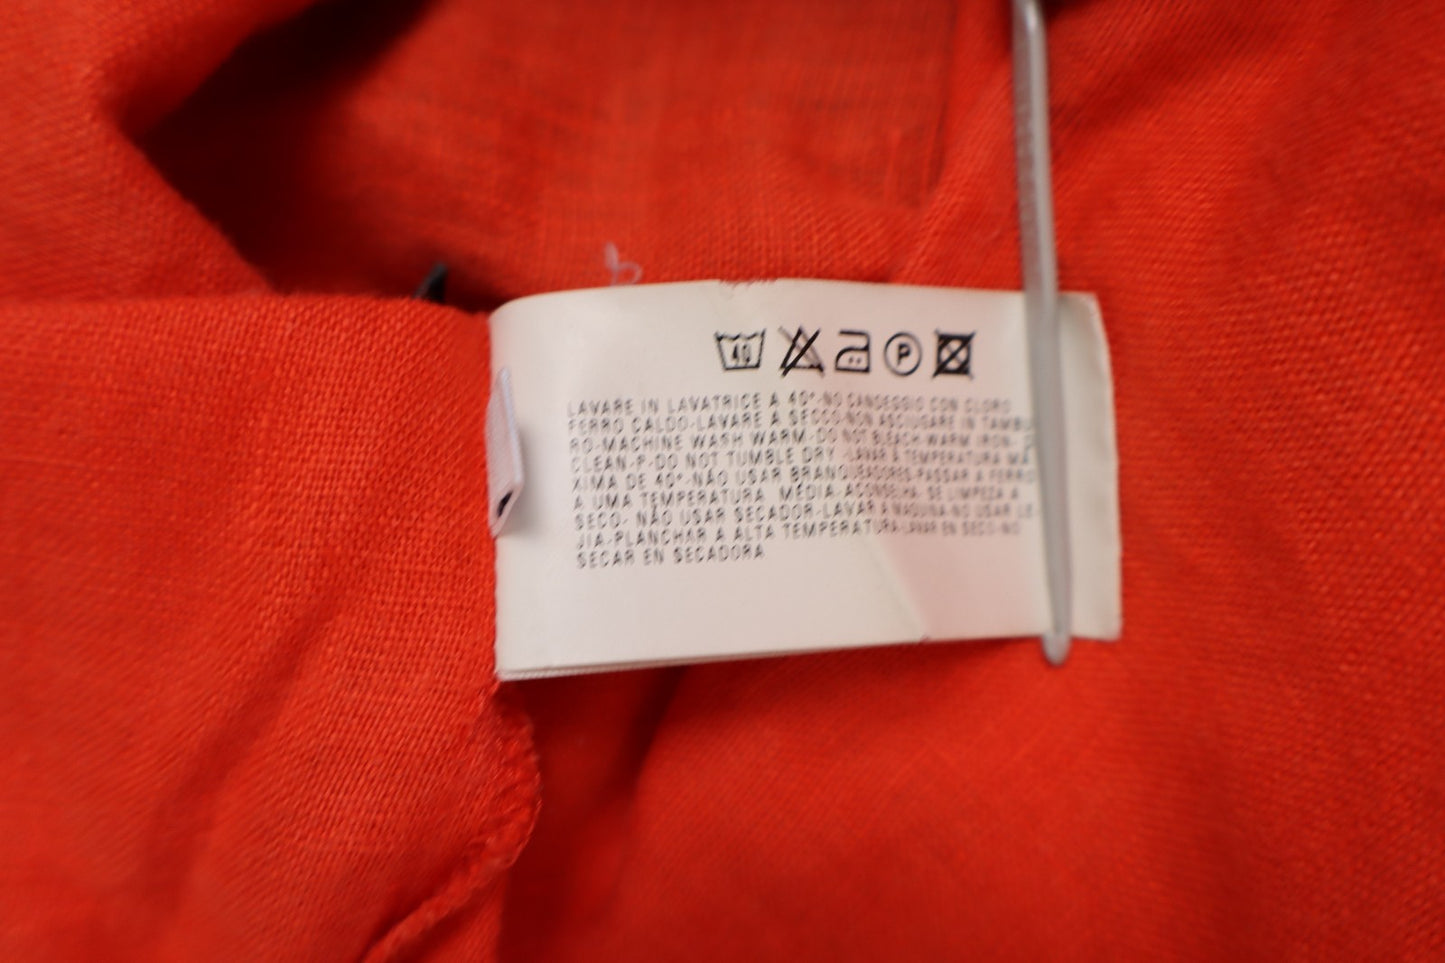 40 P
LAVARE IN LAVATRICE A 40°-NO CANDEGGIO CON CLORO
FERRO CALDO-LAVARE A SECCO-NON ASCIUGARE IN TAMBU
RO-MACHINE WASH WARM-DO NOT BLEACH-WARM IRON-
CLEAN-P-DO NOT TUMBLE DRY -LAVAR À TEMPERATURA MÁ
XIMA DE 40°-NÃO USAR BRANQUEADORES-PASSAR A FERRO
A UMA TEMPERATURA MÉDIA-ACONSELHA-SE LIMPEZA A
SECO- NÃO USAR SECADOR-LAVAR A MAQUINA-NO USAR LE
JIA-PLANCHAR A ALTA TEMPERATURA-LAVAR EN SECO-NO
SECAR EN SECADORA